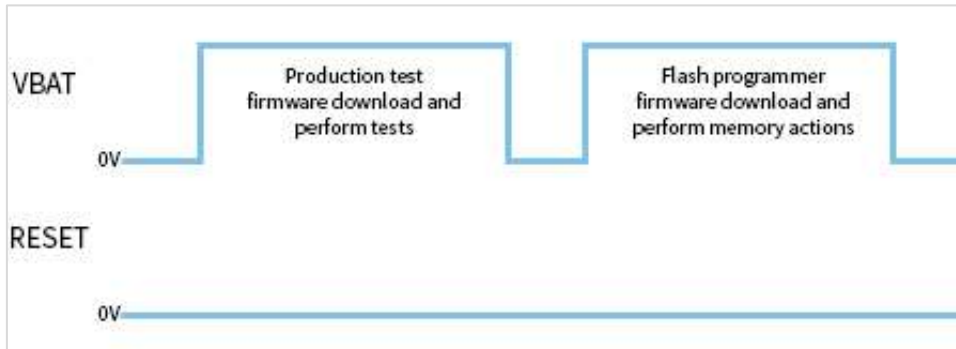 VBAT
Production test
firmware download and
perform tests
Flash programmer
firmware download and
perform memory actions
0V
RESET
0V